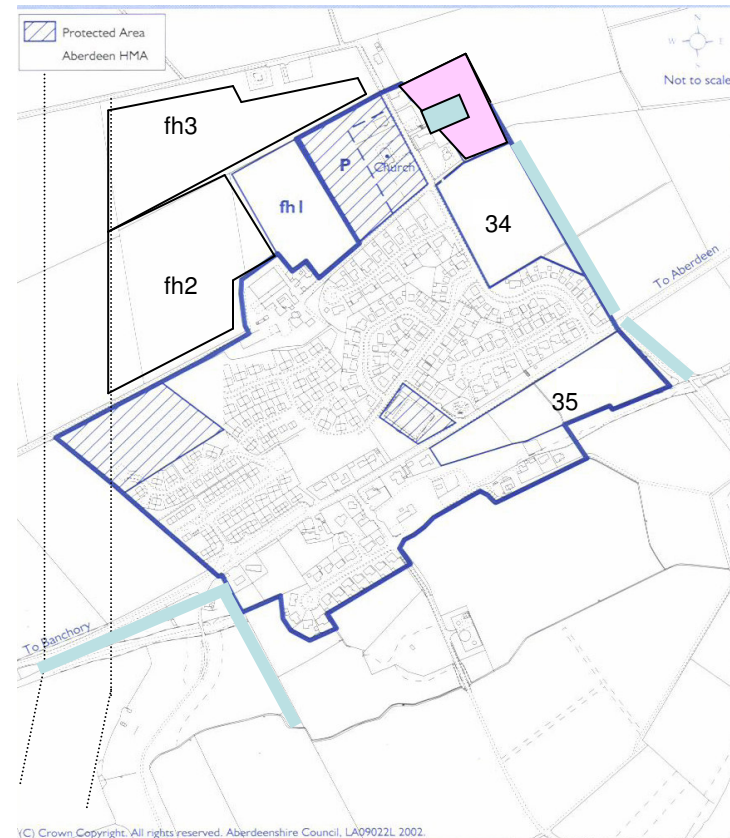 Protected Area
Aberdeen HMA
N
W
E
S
Not to scale
fh3
P
Church
fh1
34
fh2
To Aberdeen
35
To Banchory
(C) Crown Copyright. All rights reserved. Aberdeenshire Council, LA09022L 2002.